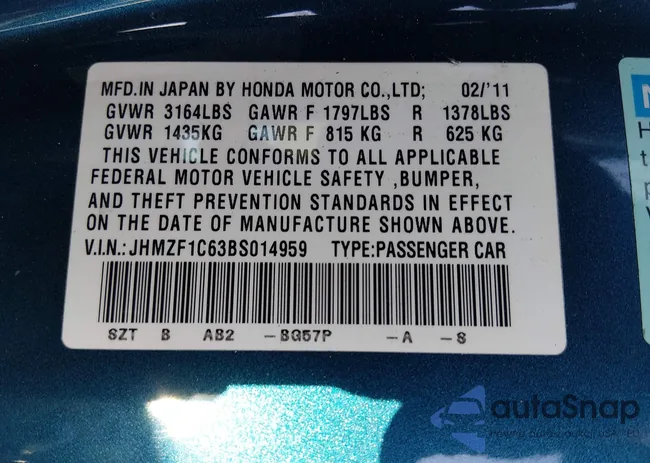 MFD.IN JAPAN BY HONDA MOTOR CO.,LTD; 02/'11
GVWR 3164LBS GAWR F 1797LBS R 1378LBS
GVWR 1435KG GAWR F 815 KG R 625 KG
THIS VEHICLE CONFORMS TO ALL APPLICABLE
FEDERAL MOTOR VEHICLE SAFETY ,BUMPER,
AND THEFT PREVENTION STANDARDS IN EFFECT
ON THE DATE OF MANUFACTURE SHOWN ABOVE.
V.I.N.: JHMZF1C63BS014959 TYPE:PASSENGER CAR
SZT B AB2 -BG57P -A -S
autoSnap